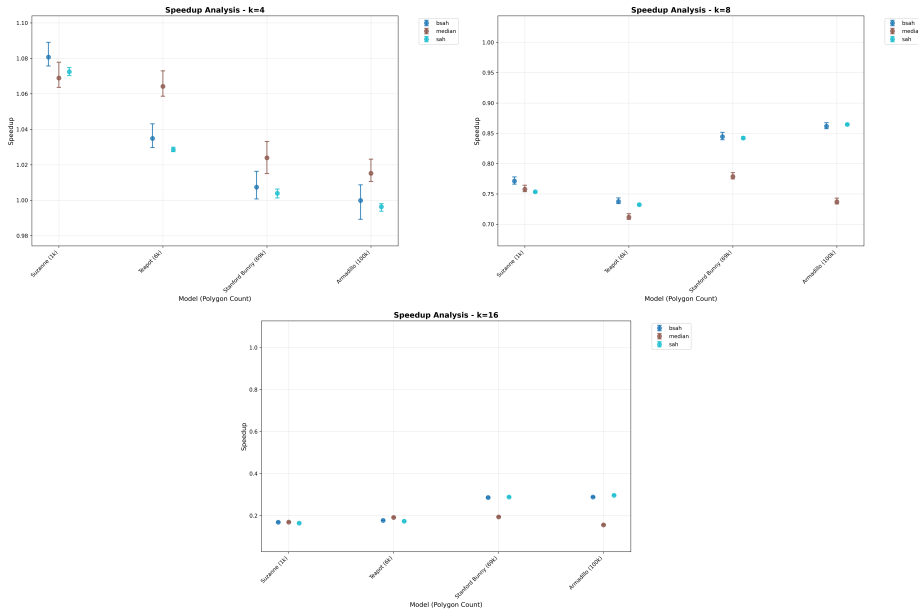 Speedup Analysis - k=4
1.10
1.08
1.06
1.04
1.02
1.00
0.98
Speedup
Suzanne (1k)
Teapot (6k)
Stanford Bunny (69k)
Armadillo (100k)
Model (Polygon Count)
bsah
median
sah
Speedup Analysis - k=8
1.00
0.95
0.90
0.85
0.80
0.75
0.70
Speedup
Suzanne (1k)
Teapot (6k)
Stanford Bunny (69k)
Armadillo (100k)
Model (Polygon Count)
bsah
median
sah
Speedup Analysis - k=16
1.0
0.8
0.6
0.4
0.2
Speedup
Suzanne (1k)
Teapot (6k)
Stanford Bunny (69k)
Armadillo (100k)
Model (Polygon Count)
bsah
median
sah